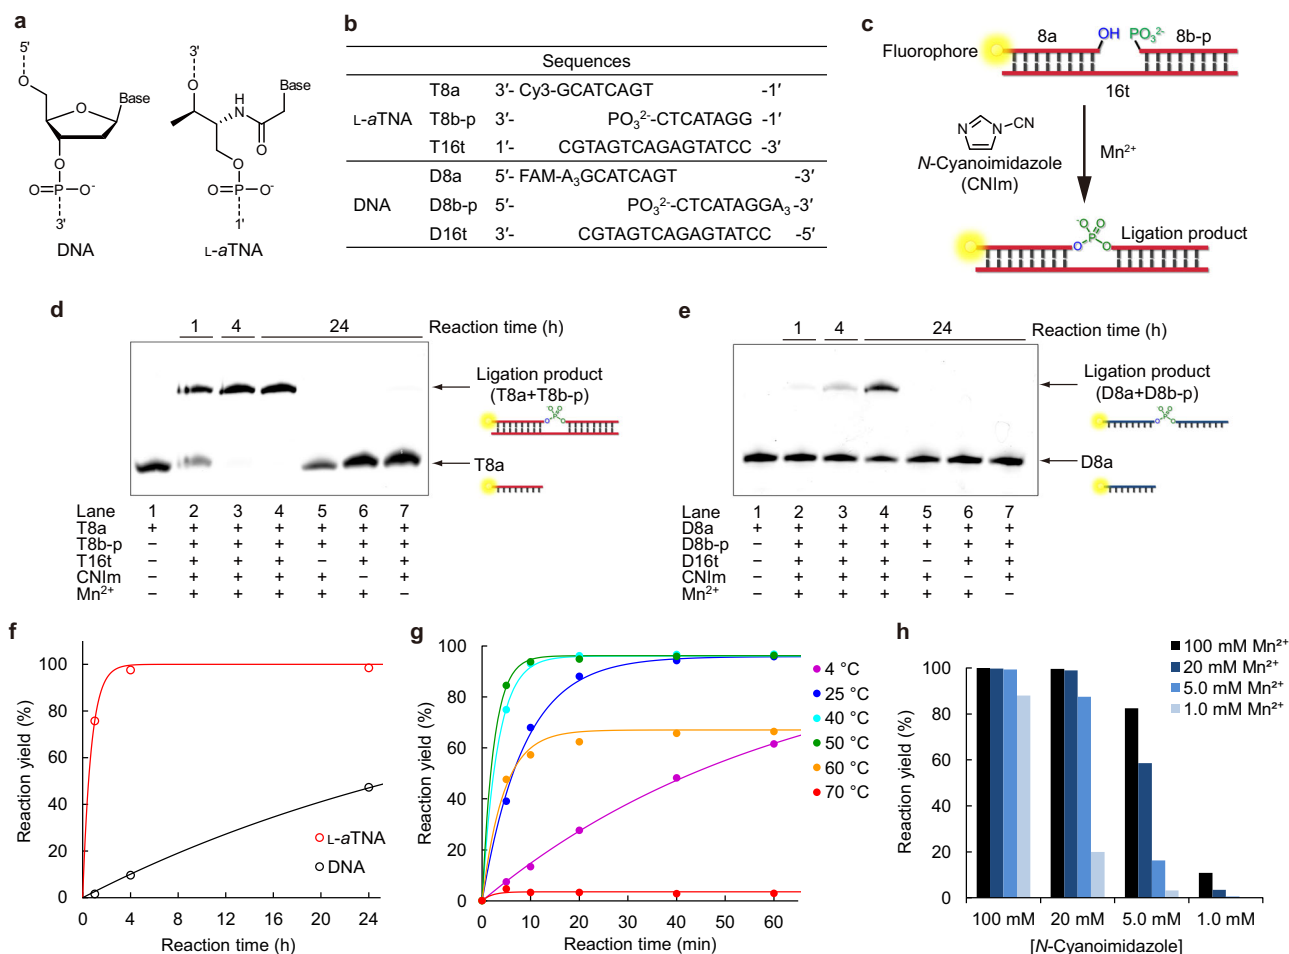 a
5′
O
O
Base
O
O=P–O⁻
3′
DNA
3′
O
H
N
Base
O
O
O=P–O⁻
1′
L-aTNA
b
Sequences
L-aTNA
T8a 3′- Cy3-GCATCAGT -1′
T8b-p 3′- PO₃²⁻-CTCATAGG -1′
T16t 1′- CGTAGTCAGAGTATCC -3′
DNA
D8a 5′- FAM-A₃GCATCAGT -3′
D8b-p 5′- PO₃²⁻-CTCATAGGA₃ -3′
D16t 3′- CGTAGTCAGAGTATCC -5′
c
Fluorophore
8a
OH
PO₃²⁻
8b-p
16t
N N–CN
N-Cyanoimidazole
(CNIm)
Mn²⁺
⁻O O
P
O O
Ligation product
d
1 4 24 Reaction time (h)
Ligation product
(T8a+T8b-p)
O O
P
O O
T8a
Lane 1 2 3 4 5 6 7
T8a + + + + + + +
T8b-p − + + + + + +
T16t − + + + − + +
CNIm − + + + + − +
Mn²⁺ − + + + + + −
e
1 4 24 Reaction time (h)
Ligation product
(D8a+D8b-p)
O O
P
O O
D8a
Lane 1 2 3 4 5 6 7
D8a + + + + + + +
D8b-p − + + + + + +
D16t − + + + − + +
CNIm − + + + + − +
Mn²⁺ − + + + + + −
f
Reaction yield (%)
100
80
60
40
20
0
L-aTNA
DNA
0 4 8 12 16 20 24
Reaction time (h)
g
Reaction yield (%)
100
80
60
40
20
0
4 °C
25 °C
40 °C
50 °C
60 °C
70 °C
0 10 20 30 40 50 60
Reaction time (min)
h
100 mM Mn²⁺
20 mM Mn²⁺
5.0 mM Mn²⁺
1.0 mM Mn²⁺
Reaction yield (%)
100
80
60
40
20
0
100 mM 20 mM 5.0 mM 1.0 mM
[N-Cyanoimidazole]